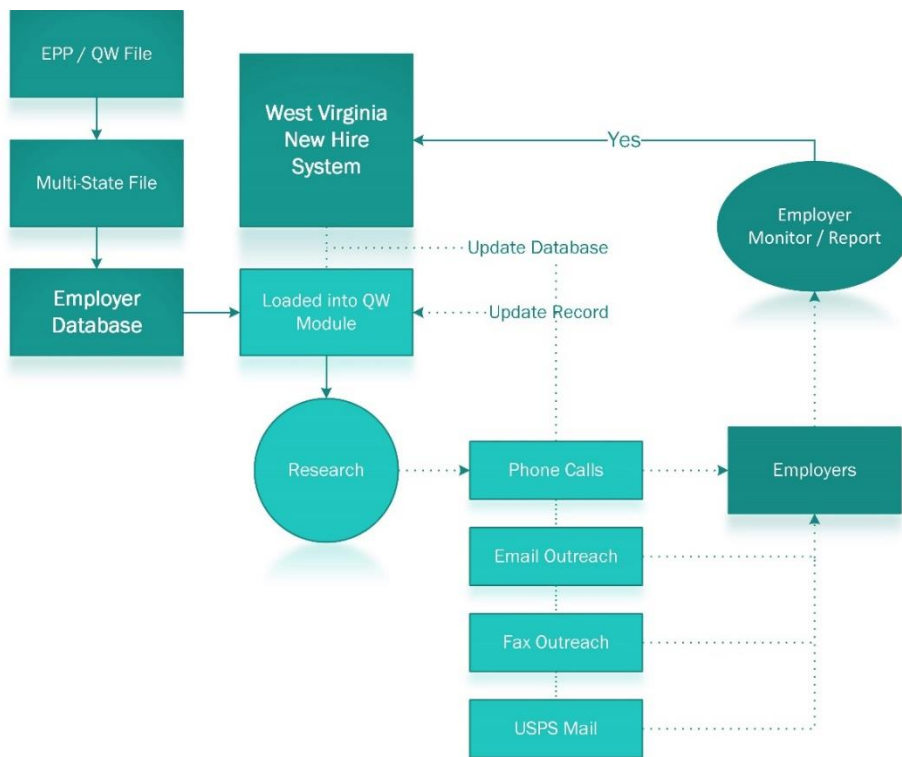 EPP / QW File
West Virginia
New Hire
System
Yes
Multi-State File
Employer
Monitor / Report
Update Database
Employer
Database
Loaded into QW
Module
Update Record
Research
Phone Calls
Employers
Email Outreach
Fax Outreach
USPS Mail